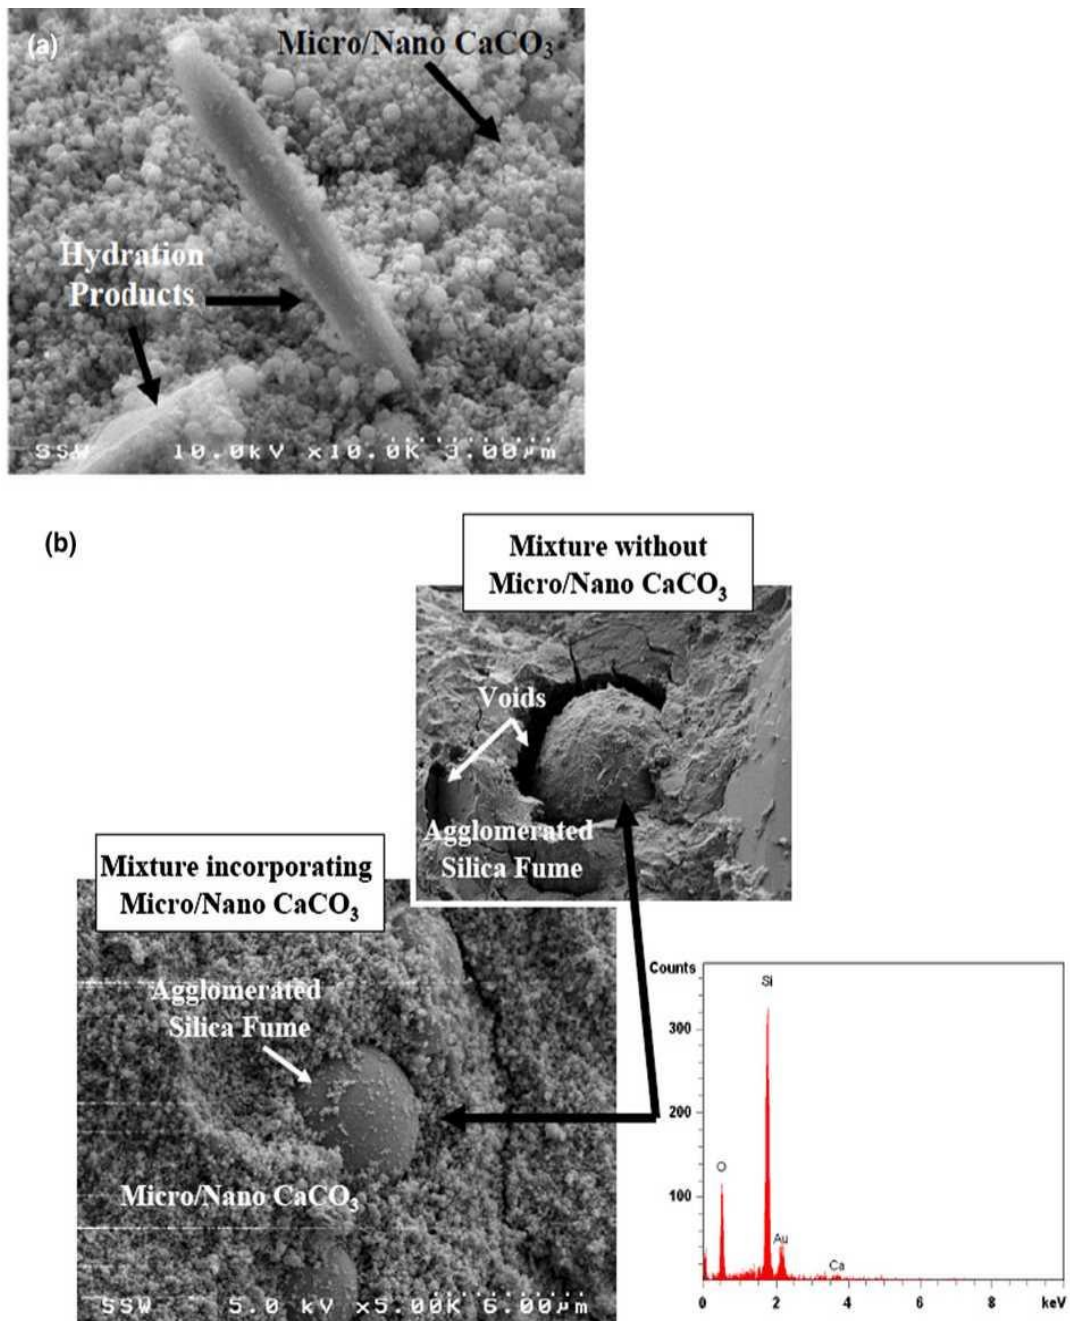 (a)
Micro/Nano CaCO₃
Hydration
Products
SSW 10.0kV x10.0K 3.00μm
(b)
Mixture without
Micro/Nano CaCO₃
Voids
Agglomerated
Silica Fume
Mixture incorporating
Micro/Nano CaCO₃
Agglomerated
Silica Fume
Micro/Nano CaCO₃
SSW 5.0 kV x5.00K 6.00μm
Counts
Si
300
200
O
100
Au
Ca
0 2 4 6 8 keV